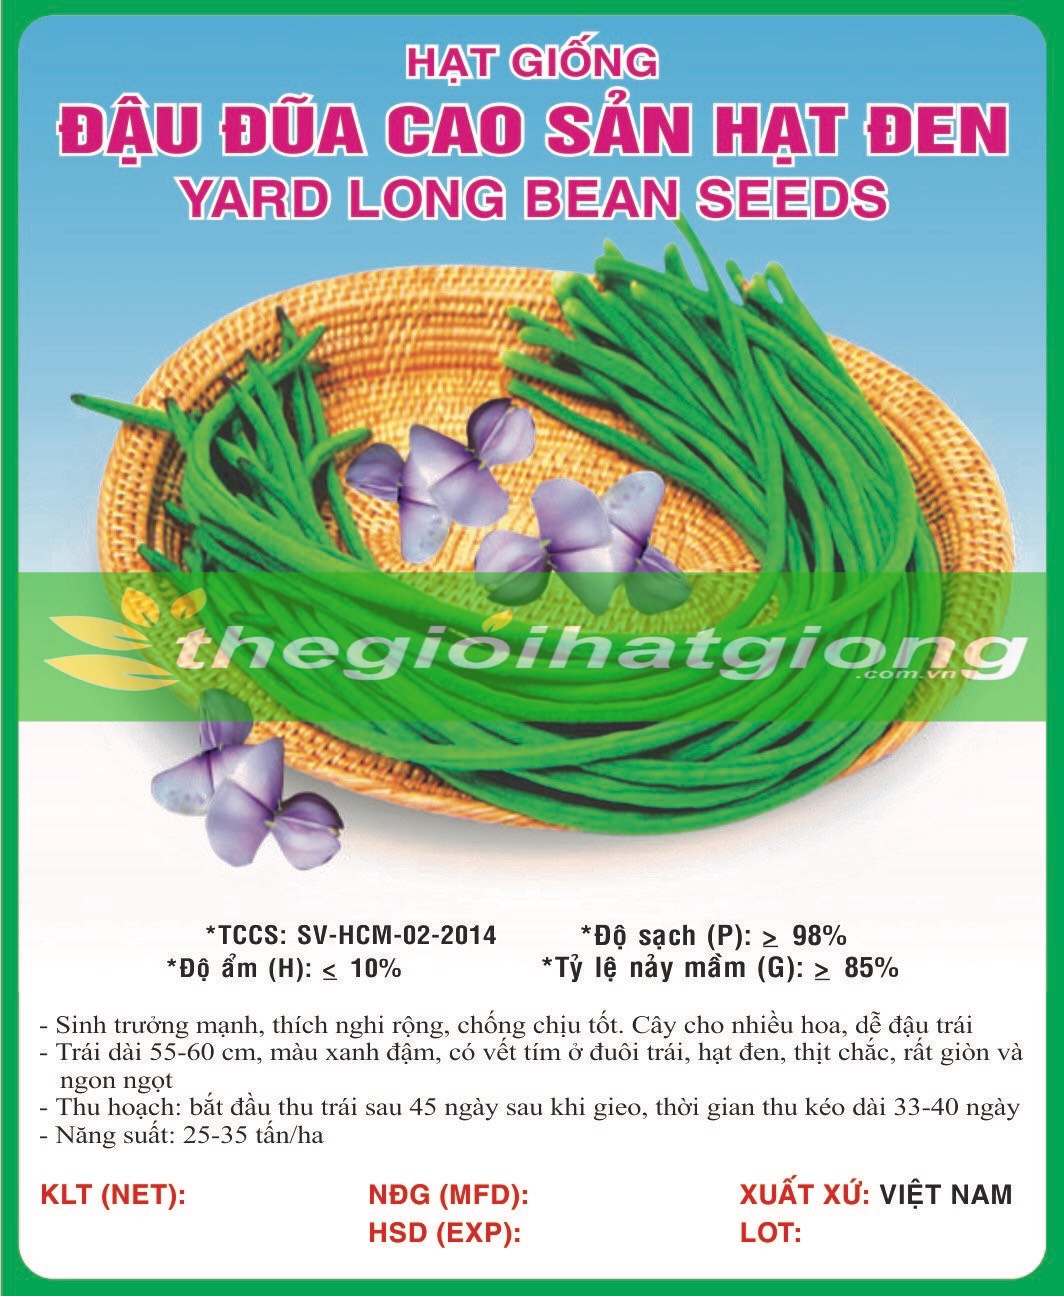 HẠT GIỐNG
ĐẬU ĐŨA CAO SẢN HẠT ĐEN
YARD LONG BEAN SEEDS
thegioihatgiong
.com.vn
*TCCS: SV-HCM-02-2014 *Độ sạch (P): ≥ 98%
*Độ ẩm (H): ≤ 10% *Tỷ lệ nảy mầm (G): ≥ 85%
- Sinh trưởng mạnh, thích nghi rộng, chống chịu tốt. Cây cho nhiều hoa, dễ đậu trái
- Trái dài 55-60 cm, màu xanh đậm, có vết tím ở đuôi trái, hạt đen, thịt chắc, rất giòn và
ngon ngọt
- Thu hoạch: bắt đầu thu trái sau 45 ngày sau khi gieo, thời gian thu kéo dài 33-40 ngày
- Năng suất: 25-35 tấn/ha
KLT (NET): NĐG (MFD): XUẤT XỨ: VIỆT NAM
HSD (EXP): LOT: